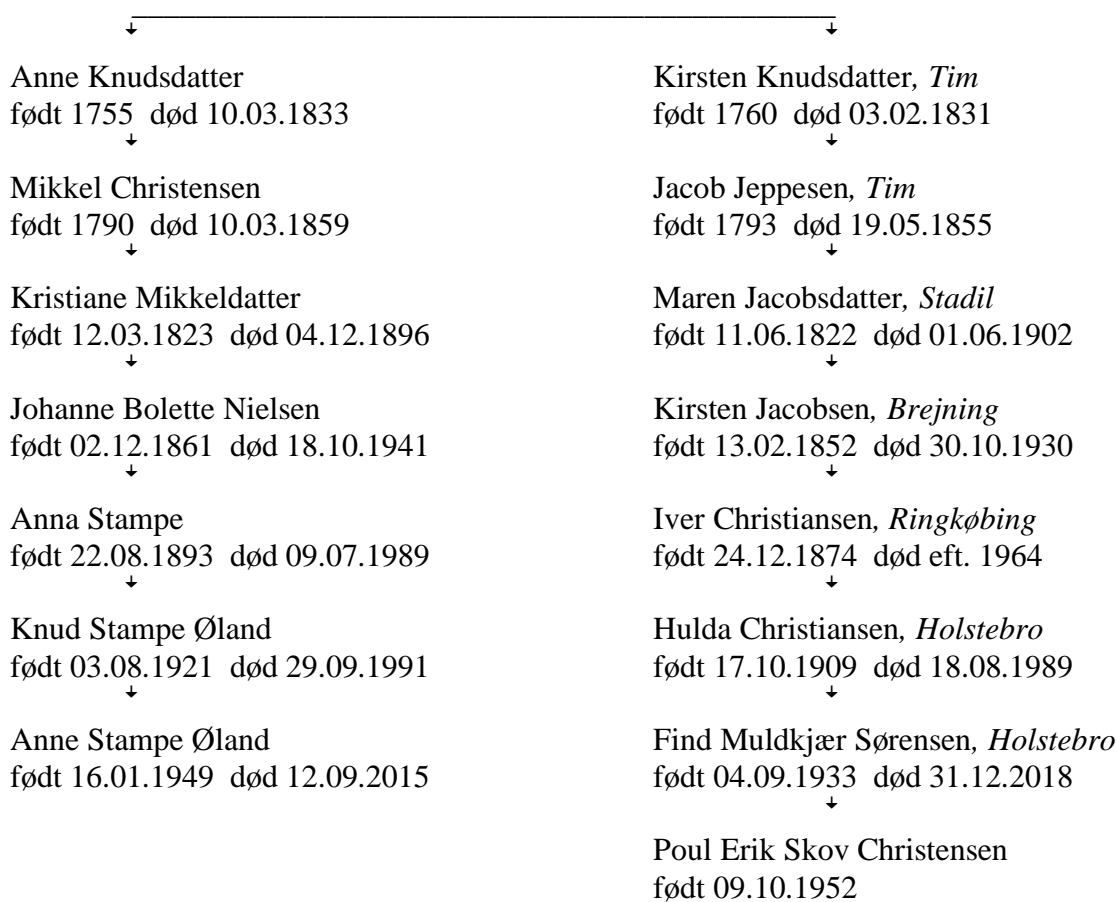 Anne Knudsdatter
født 1755 død 10.03.1833
Mikkel Christensen
født 1790 død 10.03.1859
Kristiane Mikkeldatter
født 12.03.1823 død 04.12.1896
Johanne Bolette Nielsen
født 02.12.1861 død 18.10.1941
Anna Stampe
født 22.08.1893 død 09.07.1989
Knud Stampe Øland
født 03.08.1921 død 29.09.1991
Anne Stampe Øland
født 16.01.1949 død 12.09.2015
Kirsten Knudsdatter, Tim
født 1760 død 03.02.1831
Jacob Jeppesen, Tim
født 1793 død 19.05.1855
Maren Jacobsdatter, Stadil
født 11.06.1822 død 01.06.1902
Kirsten Jacobsen, Brejning
født 13.02.1852 død 30.10.1930
Iver Christiansen, Ringkøbing
født 24.12.1874 død eft. 1964
Hulda Christiansen, Holstebro
født 17.10.1909 død 18.08.1989
Find Muldkjær Sørensen, Holstebro
født 04.09.1933 død 31.12.2018
Poul Erik Skov Christensen
født 09.10.1952